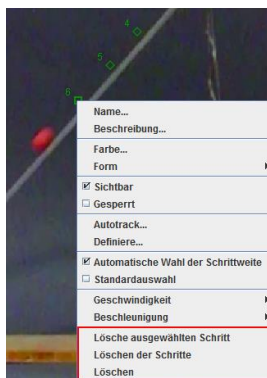 4
5
6
Name...
Beschreibung...
Farbe...
Form
Sichtbar
Gesperrt
Autotrack...
Definiere...
Automatische Wahl der Schrittweite
Standardauswahl
Geschwindigkeit
Beschleunigung
Lösche ausgewählten Schritt
Löschen der Schritte
Löschen